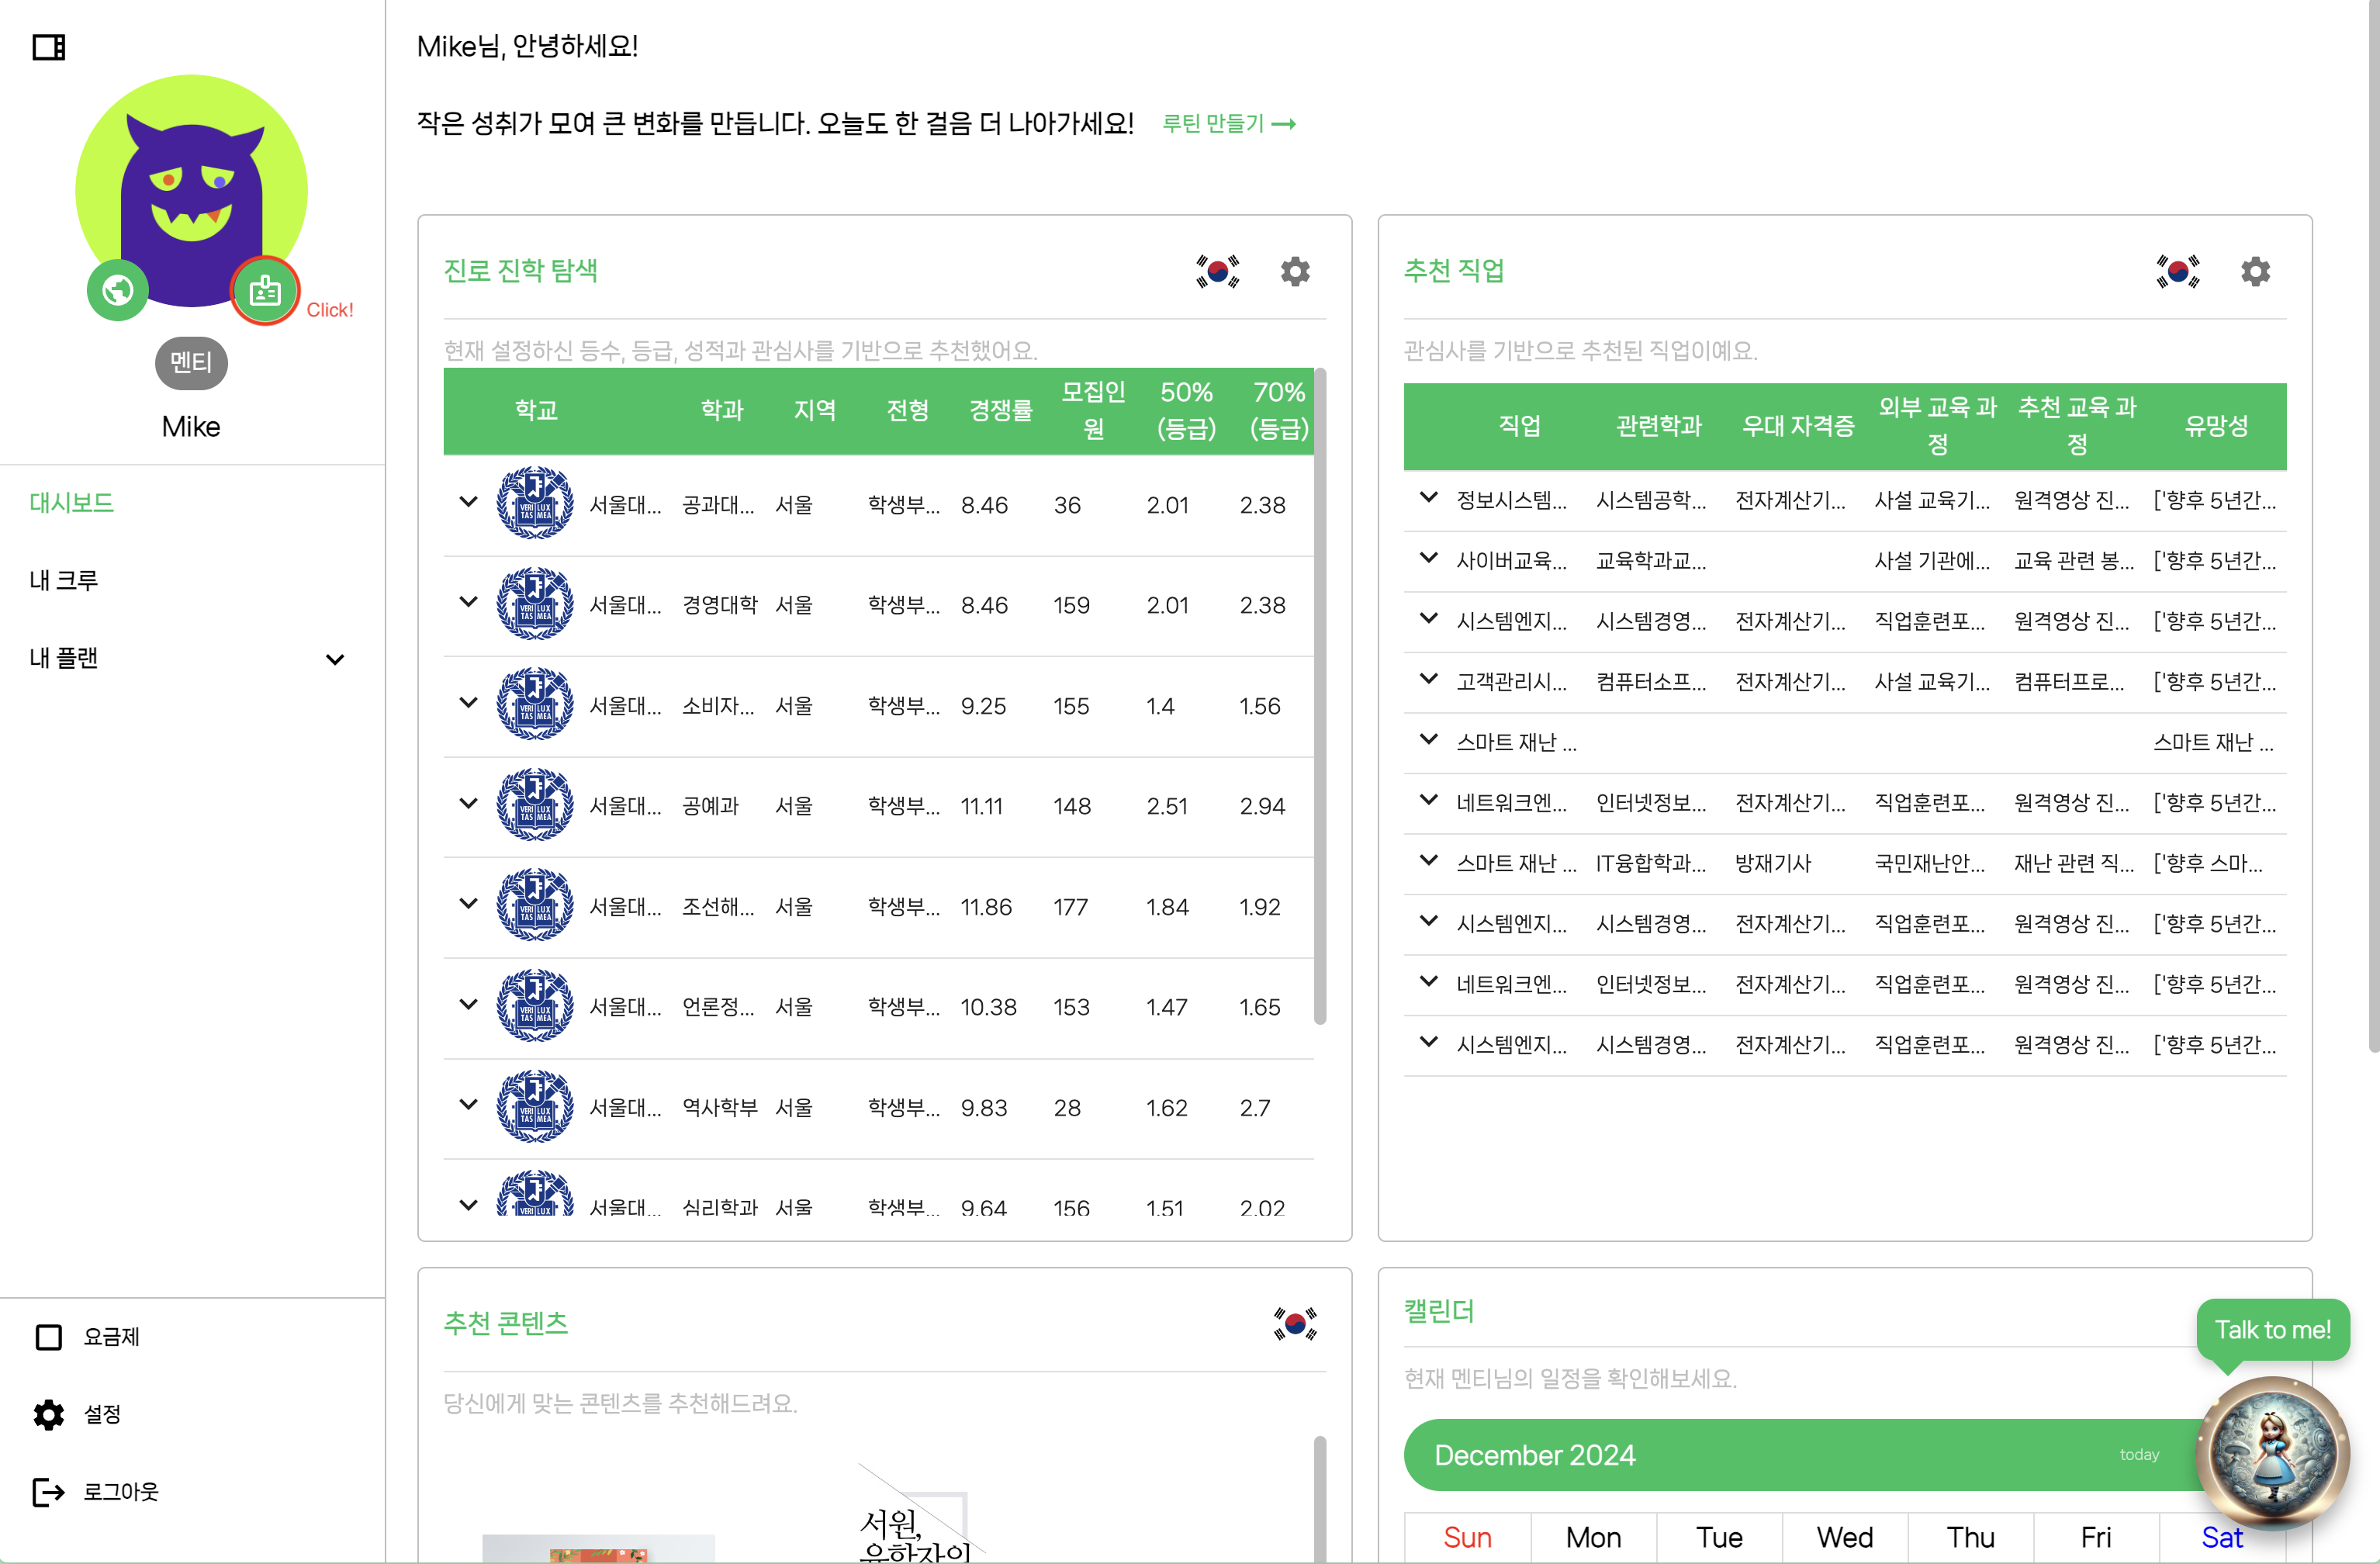 Mike님, 안녕하세요!
작은 성취가 모여 큰 변화를 만듭니다. 오늘도 한 걸음 더 나아가세요! 루틴 만들기
Click!
멘티
Mike
대시보드
내 크루
내 플랜
요금제
설정
로그아웃
진로 진학 탐색
현재 설정하신 등수, 등급, 성적과 관심사를 기반으로 추천했어요.
학교 학과 지역 전형 경쟁률 모집인원 50%(등급) 70%(등급)
서울대... 공과대... 서울 학생부... 8.46 36 2.01 2.38
서울대... 경영대학 서울 학생부... 8.46 159 2.01 2.38
서울대... 소비자... 서울 학생부... 9.25 155 1.4 1.56
서울대... 공예과 서울 학생부... 11.11 148 2.51 2.94
서울대... 조선해... 서울 학생부... 11.86 177 1.84 1.92
서울대... 언론정... 서울 학생부... 10.38 153 1.47 1.65
서울대... 역사학부 서울 학생부... 9.83 28 1.62 2.7
서울대... 심리학과 서울 학생부... 9.64 156 1.51 2.02
추천 직업
관심사를 기반으로 추천된 직업이예요.
직업 관련학과 우대 자격증 외부 교육 과정 추천 교육 과정 유망성
정보시스템... 시스템공학... 전자계산기... 사설 교육기... 원격영상 진... ['향후 5년간...
사이버교육... 교육학과교... 사설 기관에... 교육 관련 봉... ['향후 5년간...
시스템엔지... 시스템경영... 전자계산기... 직업훈련포... 원격영상 진... ['향후 5년간...
고객관리시... 컴퓨터소프... 전자계산기... 사설 교육기... 컴퓨터프로... ['향후 5년간...
스마트 재난 ... 스마트 재난 ...
네트워크엔... 인터넷정보... 전자계산기... 직업훈련포... 원격영상 진... ['향후 5년간...
스마트 재난 ... IT융합학과... 방재기사 국민재난안... 재난 관련 직... ['향후 스마...
시스템엔지... 시스템경영... 전자계산기... 직업훈련포... 원격영상 진... ['향후 5년간...
네트워크엔... 인터넷정보... 전자계산기... 직업훈련포... 원격영상 진... ['향후 5년간...
시스템엔지... 시스템경영... 전자계산기... 직업훈련포... 원격영상 진... ['향후 5년간...
추천 콘텐츠
당신에게 맞는 콘텐츠를 추천해드려요.
서원,
유학자의
캘린더
현재 멘티님의 일정을 확인해보세요.
Talk to me!
December 2024 today
Sun Mon Tue Wed Thu Fri Sat